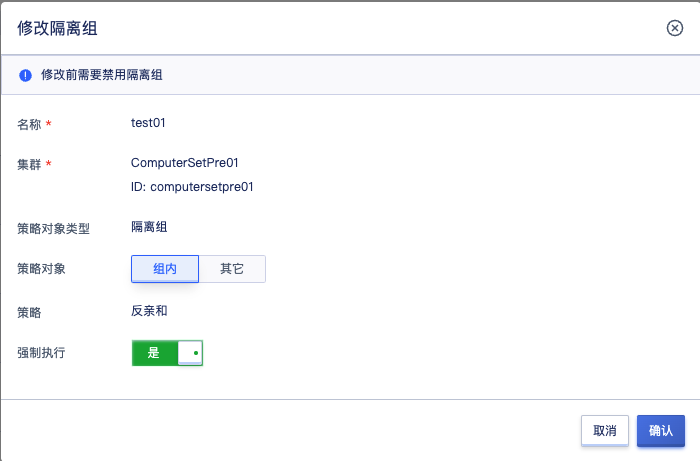 修改隔离组
修改前需要禁用隔离组
名称 * test01
集群 * ComputerSetPre01
ID: computersetpre01
策略对象类型 隔离组
策略对象 组内 其它
策略 反亲和
强制执行 是
取消 确认